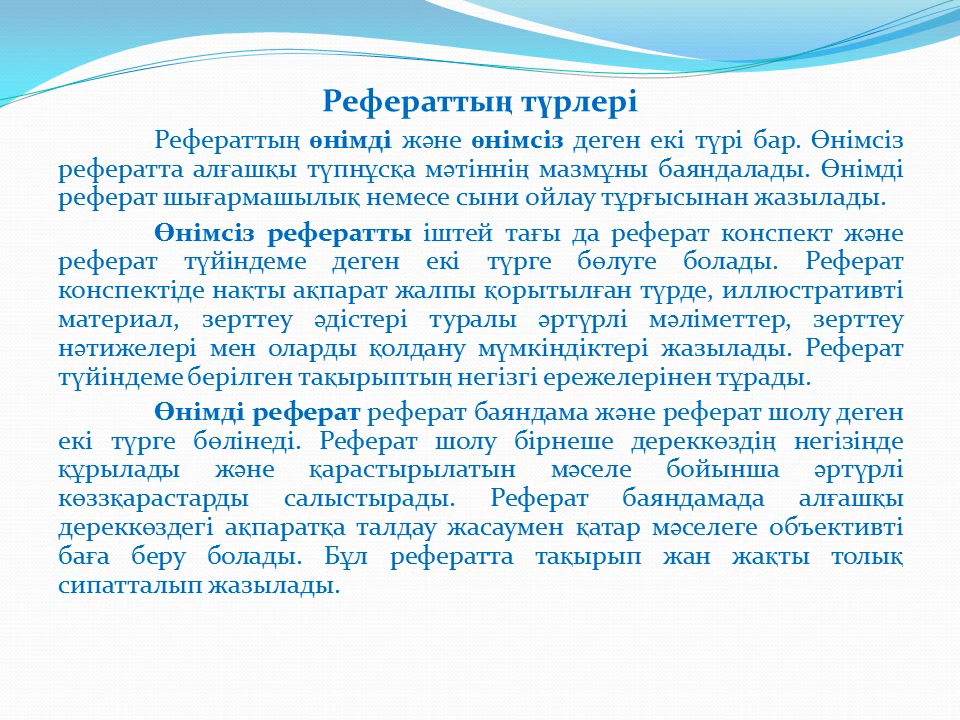 Рефераттың түрлері
Рефераттың өнімді және өнімсіз деген екі түрі бар. Өнімсіз
рефератта алғашқы түпнұсқа мәтіннің мазмұны баяндалады. Өнімді
реферат шығармашылық немесе сыни ойлау тұрғысынан жазылады.
Өнімсіз рефератты іштей тағы да реферат конспект және
реферат түйіндеме деген екі түрге бөлуге болады. Реферат
конспектіде нақты ақпарат жалпы қорытылған түрде, иллюстративті
материал, зерттеу әдістері туралы әртүрлі мәліметтер, зерттеу
нәтижелері мен оларды қолдану мүмкіндіктері жазылады. Реферат
түйіндеме берілген тақырыптың негізгі ережелерінен тұрады.
Өнімді реферат реферат баяндама және реферат шолу деген
екі түрге бөлінеді. Реферат шолу бірнеше дереккөздің негізінде
құрылады және қарастырылатын мәселе бойынша әртүрлі
көззқарастарды салыстырады. Реферат баяндамада алғашқы
дереккөздегі ақпаратқа талдау жасаумен қатар мәселеге объективті
баға беру болады. Бұл рефератта тақырып жан жақты толық
сипатталып жазылады.